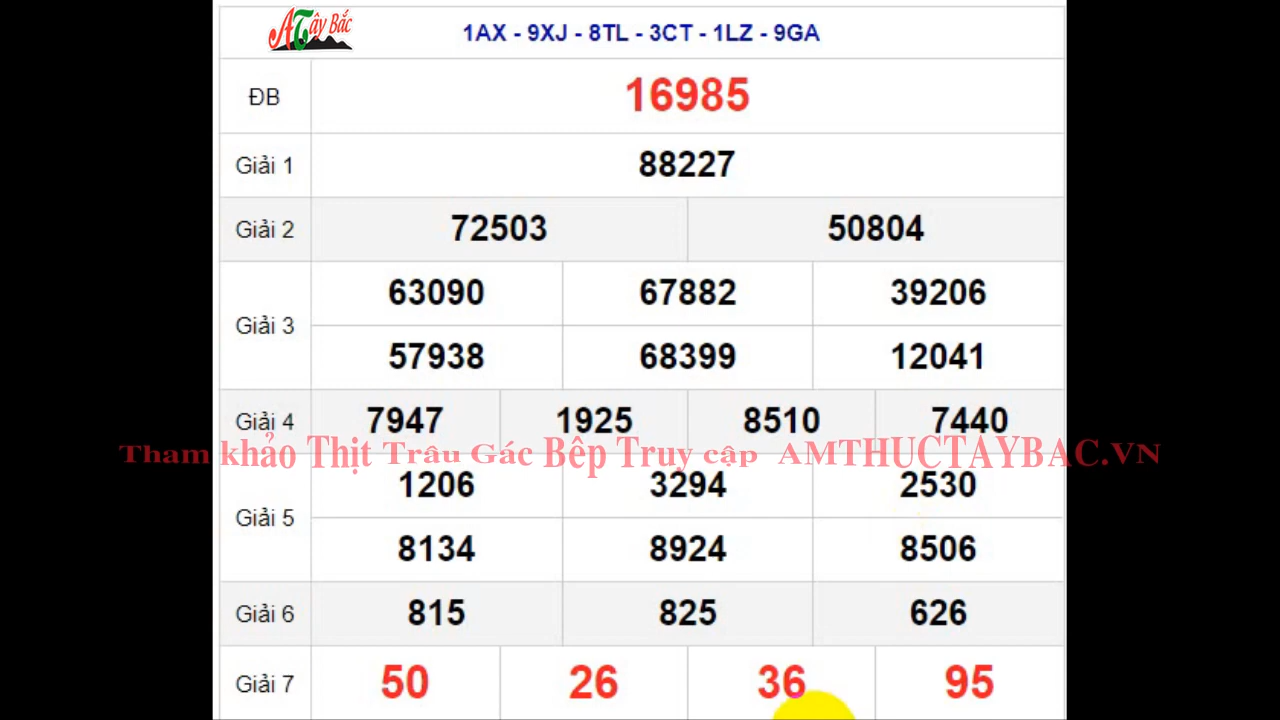 ATây Bắc
1AX - 9XJ - 8TL - 3CT - 1LZ - 9GA
ĐB 16985
Giải 1 88227
Giải 2 72503 50804
Giải 3 63090 67882 39206
57938 68399 12041
Giải 4 7947 1925 8510 7440
Tham khảo Thịt Trâu Gác Bếp Truy cập AMTHUCTAYBAC.VN
Giải 5 1206 3294 2530
8134 8924 8506
Giải 6 815 825 626
Giải 7 50 26 36 95